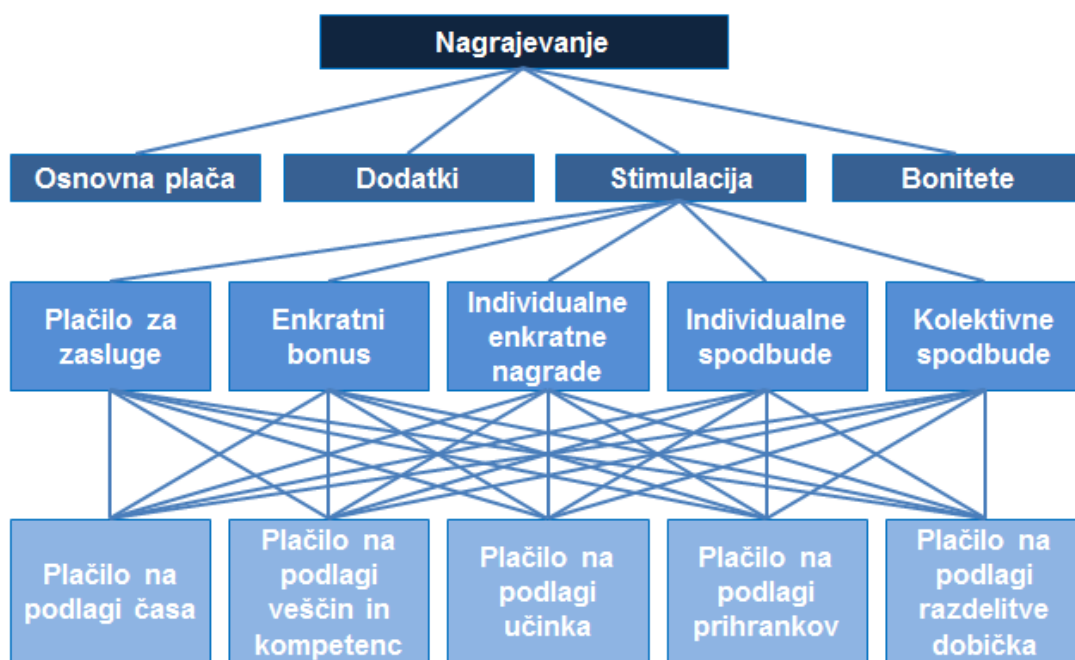 Nagrajevanje
Osnovna plača
Dodatki
Stimulacija
Bonitete
Plačilo za
zasluge
Enkratni
bonus
Individualne
enkratne
nagrade
Individualne
spodbude
Kolektivne
spodbude
Plačilo na
podlagi časa
Plačilo na
podlagi
veščin in
kompetenc
Plačilo na
podlagi
učinka
Plačilo na
podlagi
prihrankov
Plačilo na
podlagi
razdelitve
dobička